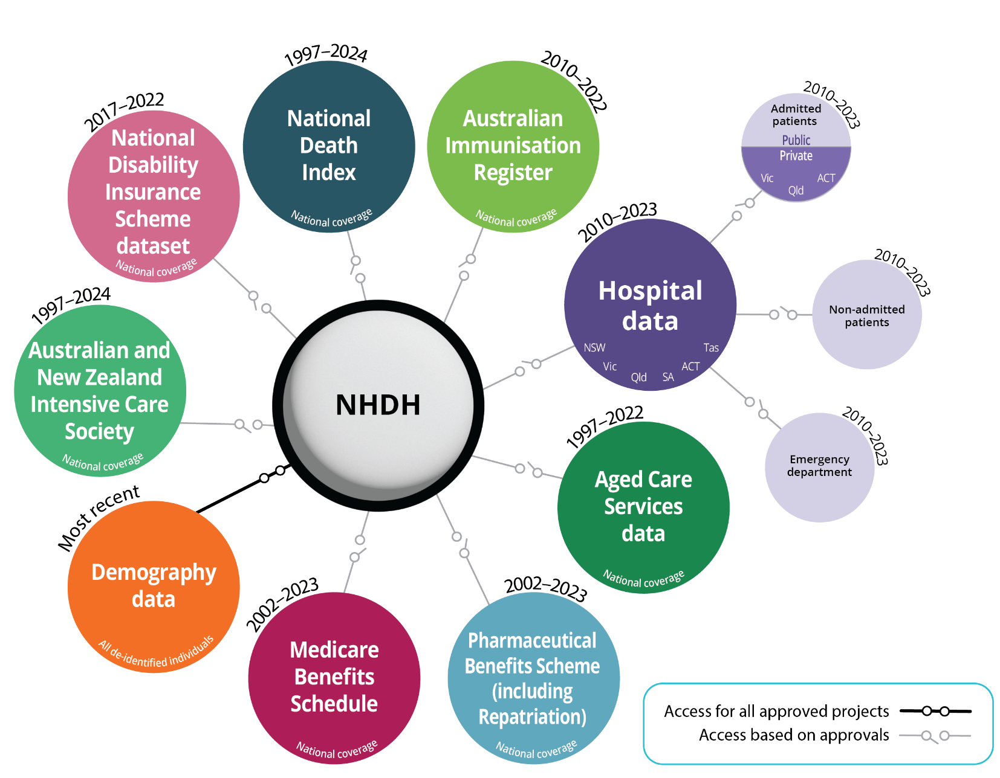 1997–2024
National
Death
Index
National coverage
2010–2022
Australian
Immunisation
Register
National coverage
2017–2022
National
Disability
Insurance
Scheme
dataset
National coverage
2010–2023
Admitted
patients
Public
Private
Vic
Qld
ACT
2010–2023
Hospital
data
NSW
Vic
Qld
SA
ACT
Tas
2010–2023
Non-admitted
patients
1997–2024
Australian and
New Zealand
Intensive Care
Society
National coverage
NHDH
2010–2023
Emergency
department
1997–2022
Aged Care
Services
data
National coverage
Most recent
Demography
data
All de-identified individuals
2002–2023
Medicare
Benefits
Schedule
National coverage
2002–2023
Pharmaceutical
Benefits Scheme
(including
Repatriation)
National coverage
Access for all approved projects
Access based on approvals